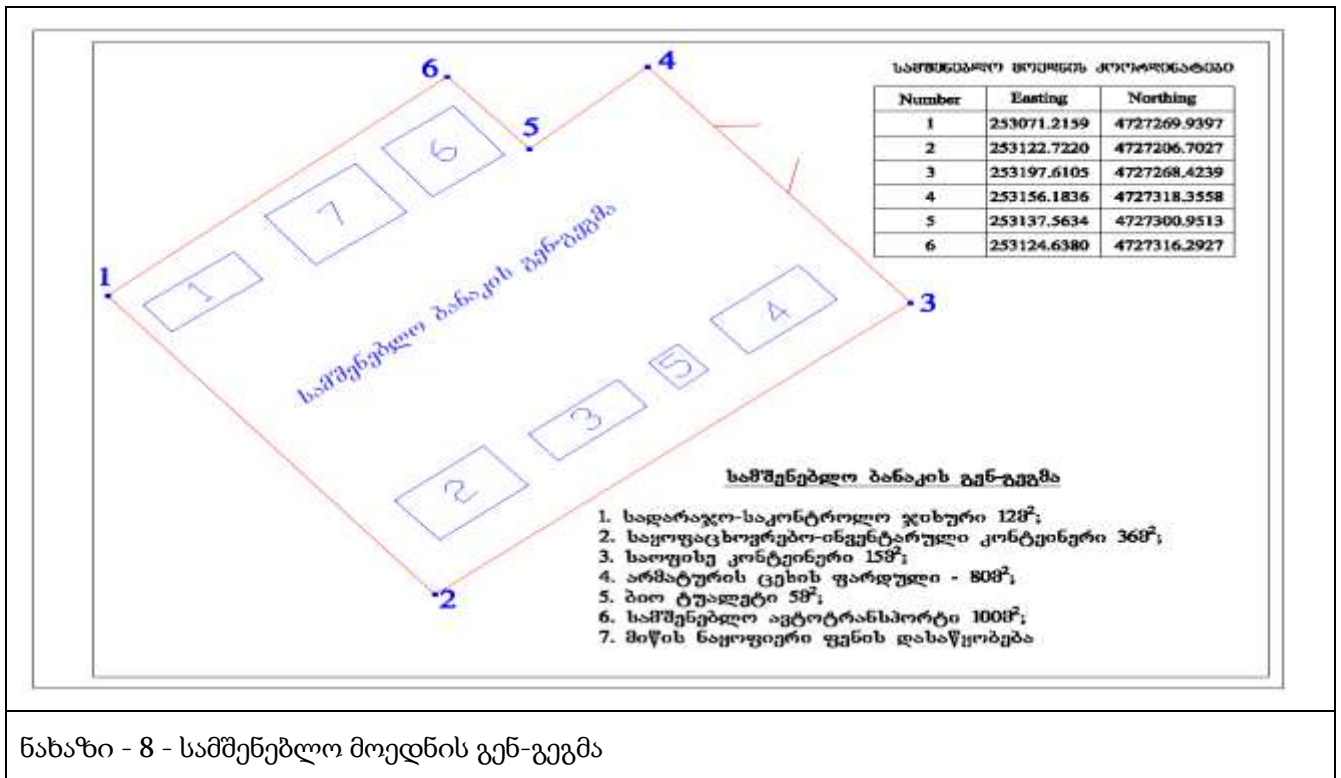 6
4
5
1
3
2
6
7
1
4
5
3
2
სამშენებლო ბანაკის გენ-გეგმა
სამშენებლო მოედნის კოორდინატები
Number Easting Northing
1 253071.2159 4727269.9397
2 253122.7220 4727206.7027
3 253197.6105 4727268.4239
4 253156.1836 4727318.3558
5 253137.5634 4727300.9513
6 253124.6380 4727316.2927
სამშენებლო ბანაკის გენ-გეგმა
1. სადარაჯო-საკონტროლო ჯიხური 12მ²;
2. საყოფაცხოვრებო-ინვენტარული კონტეინერი 36მ²;
3. საოფისე კონტეინერი 15მ²;
4. არმატურის ცეხის ფარდული - 80მ²;
5. ბიო ტუალეტი 5მ²;
6. სამშენებლო ავტოტრანსპორტი 100მ²;
7. მიწის ნაყოფიერი ფენის დასაწყობება
ნახაზი - 8 - სამშენებლო მოედნის გენ-გეგმა